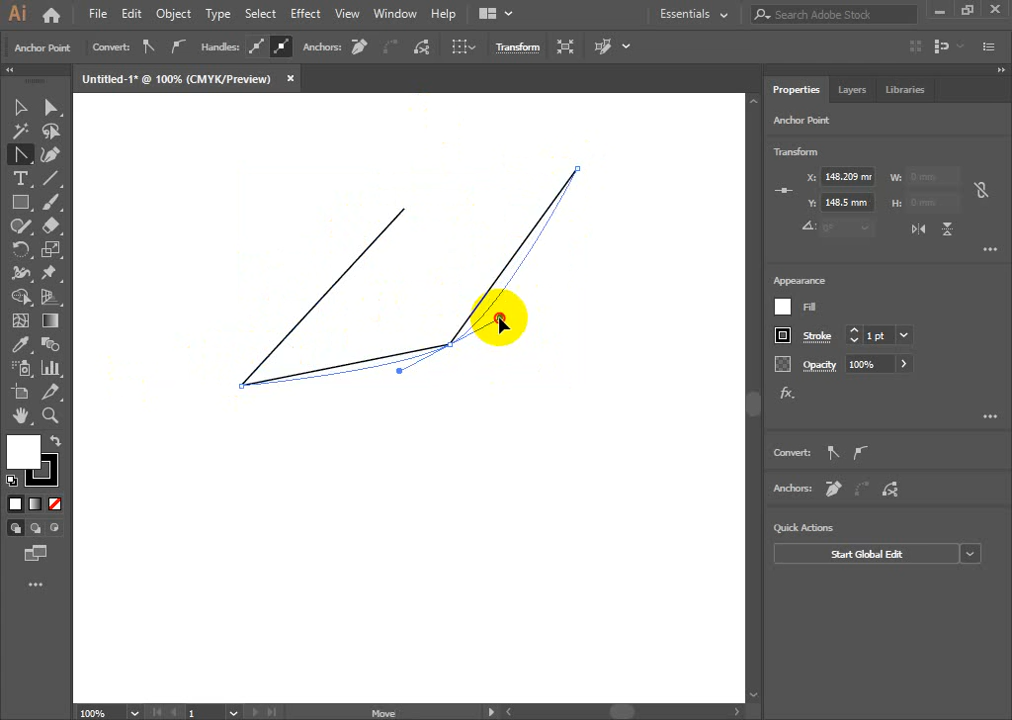 Ai File Edit Object Type Select Effect View Window Help Essentials Search Adobe Stock
Anchor Point Convert: Handles: Anchors: Transform
Untitled-1* @ 100% (CMYK/Preview)
Properties Layers Libraries
Anchor Point
Transform
X: 148.209 mm W: 0 mm
Y: 148.5 mm H: 0 mm
0°
Appearance
Fill
Stroke 1 pt
Opacity 100%
fx.
Convert:
Anchors:
Quick Actions
Start Global Edit
100% 1 Move